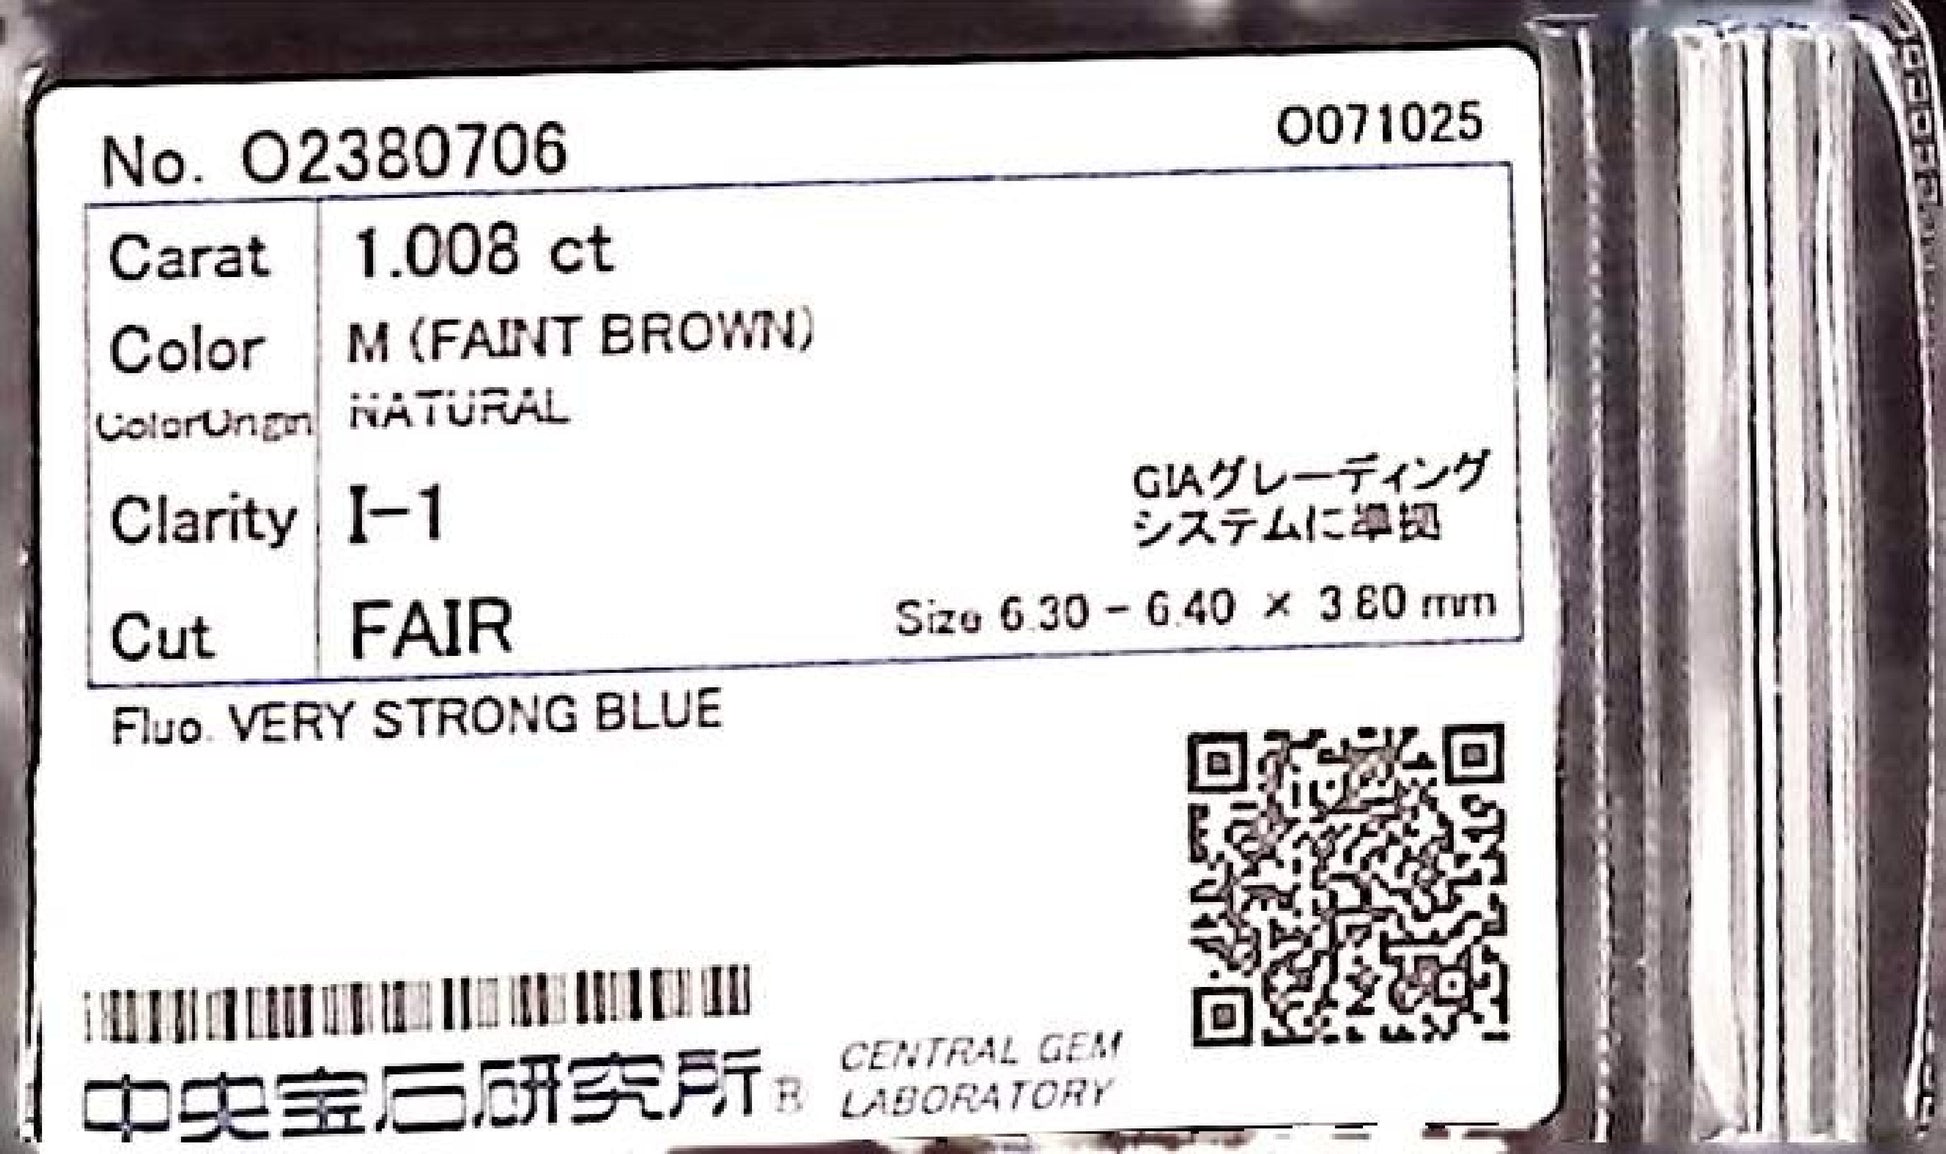 No. O2380706
O071025
Carat 1.008 ct
Color M (FAINT BROWN)
ColorOrigin NATURAL
Clarity I-1
GIAグレーディング
システムに準拠
Cut FAIR
Size 6.30 - 6.40 × 3.80 mm
Fluo. VERY STRONG BLUE
中央宝石研究所 R
CENTRAL GEM
LABORATORY